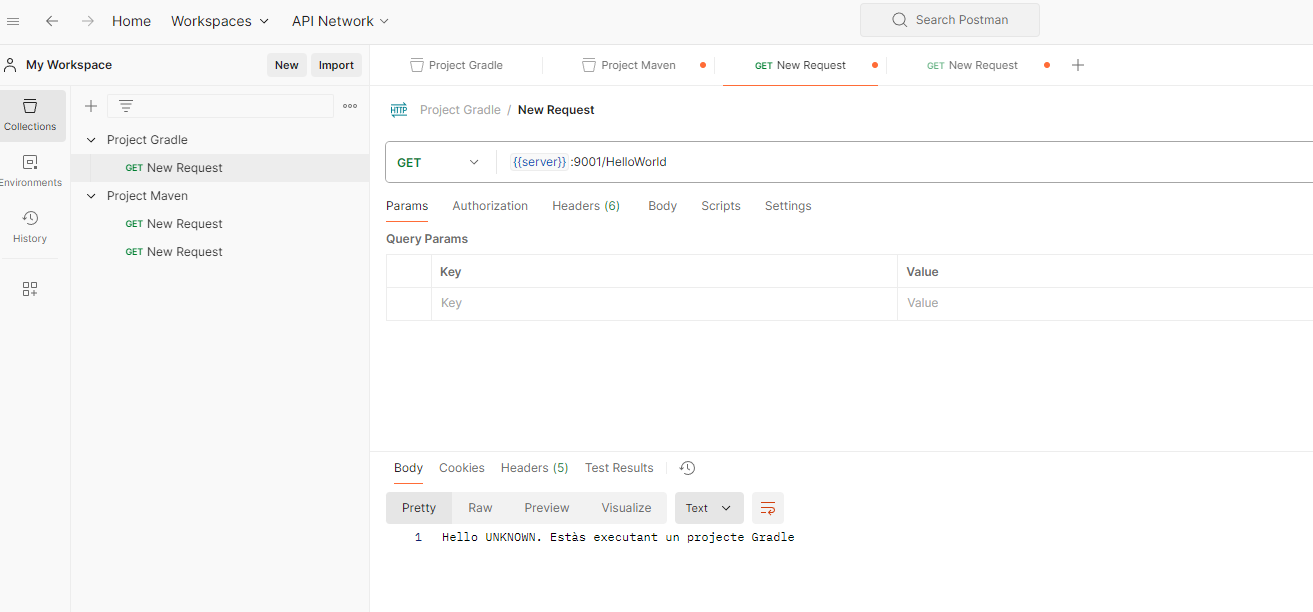 Home Workspaces API Network Search Postman
My Workspace New Import
Project Gradle Project Maven GET New Request GET New Request
Collections
Environments
History
Project Gradle
GET New Request
Project Maven
GET New Request
GET New Request
HTTP Project Gradle / New Request
GET {{server}} :9001/HelloWorld
Params Authorization Headers (6) Body Scripts Settings
Query Params
Key Value
Key Value
Body Cookies Headers (5) Test Results
Pretty Raw Preview Visualize Text
1 Hello UNKNOWN. Estàs executant un projecte Gradle